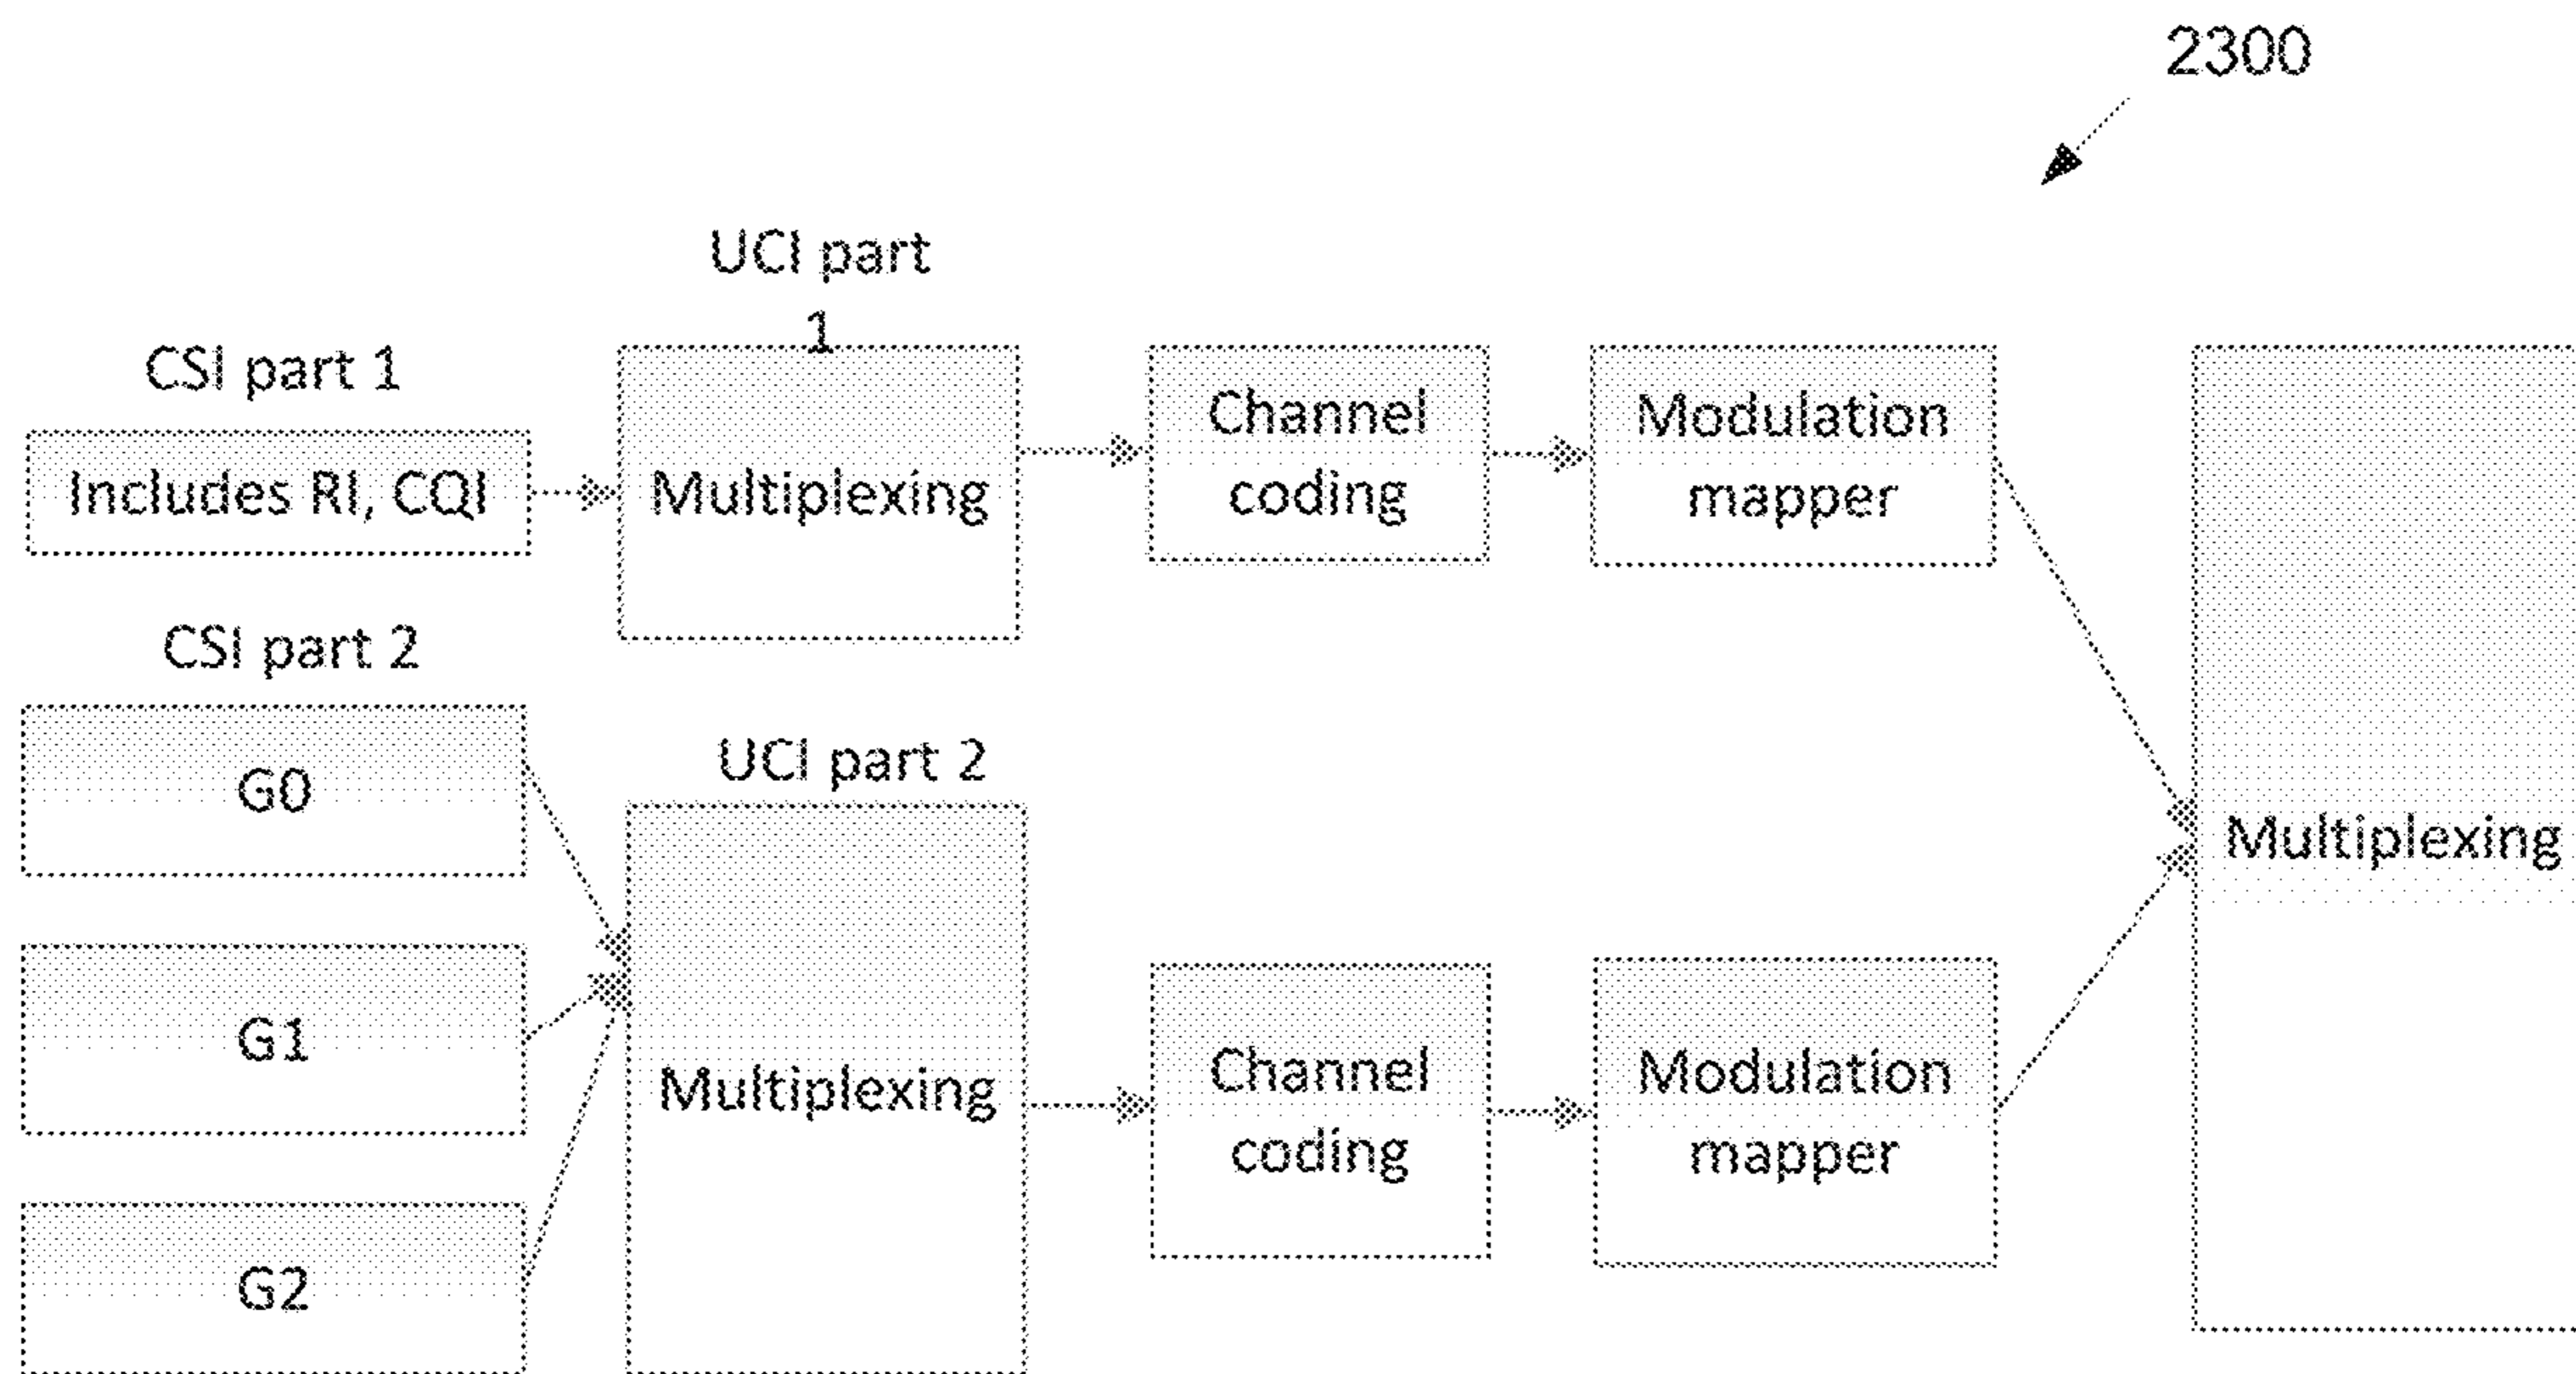 2300
UCI part
1
CSI part 1
Includes RI, CQI
Multiplexing
Channel
coding
Modulation
mapper
CSI part 2
G0
G1
G2
UCI part 2
Multiplexing
Channel
coding
Modulation
mapper
Multiplexing